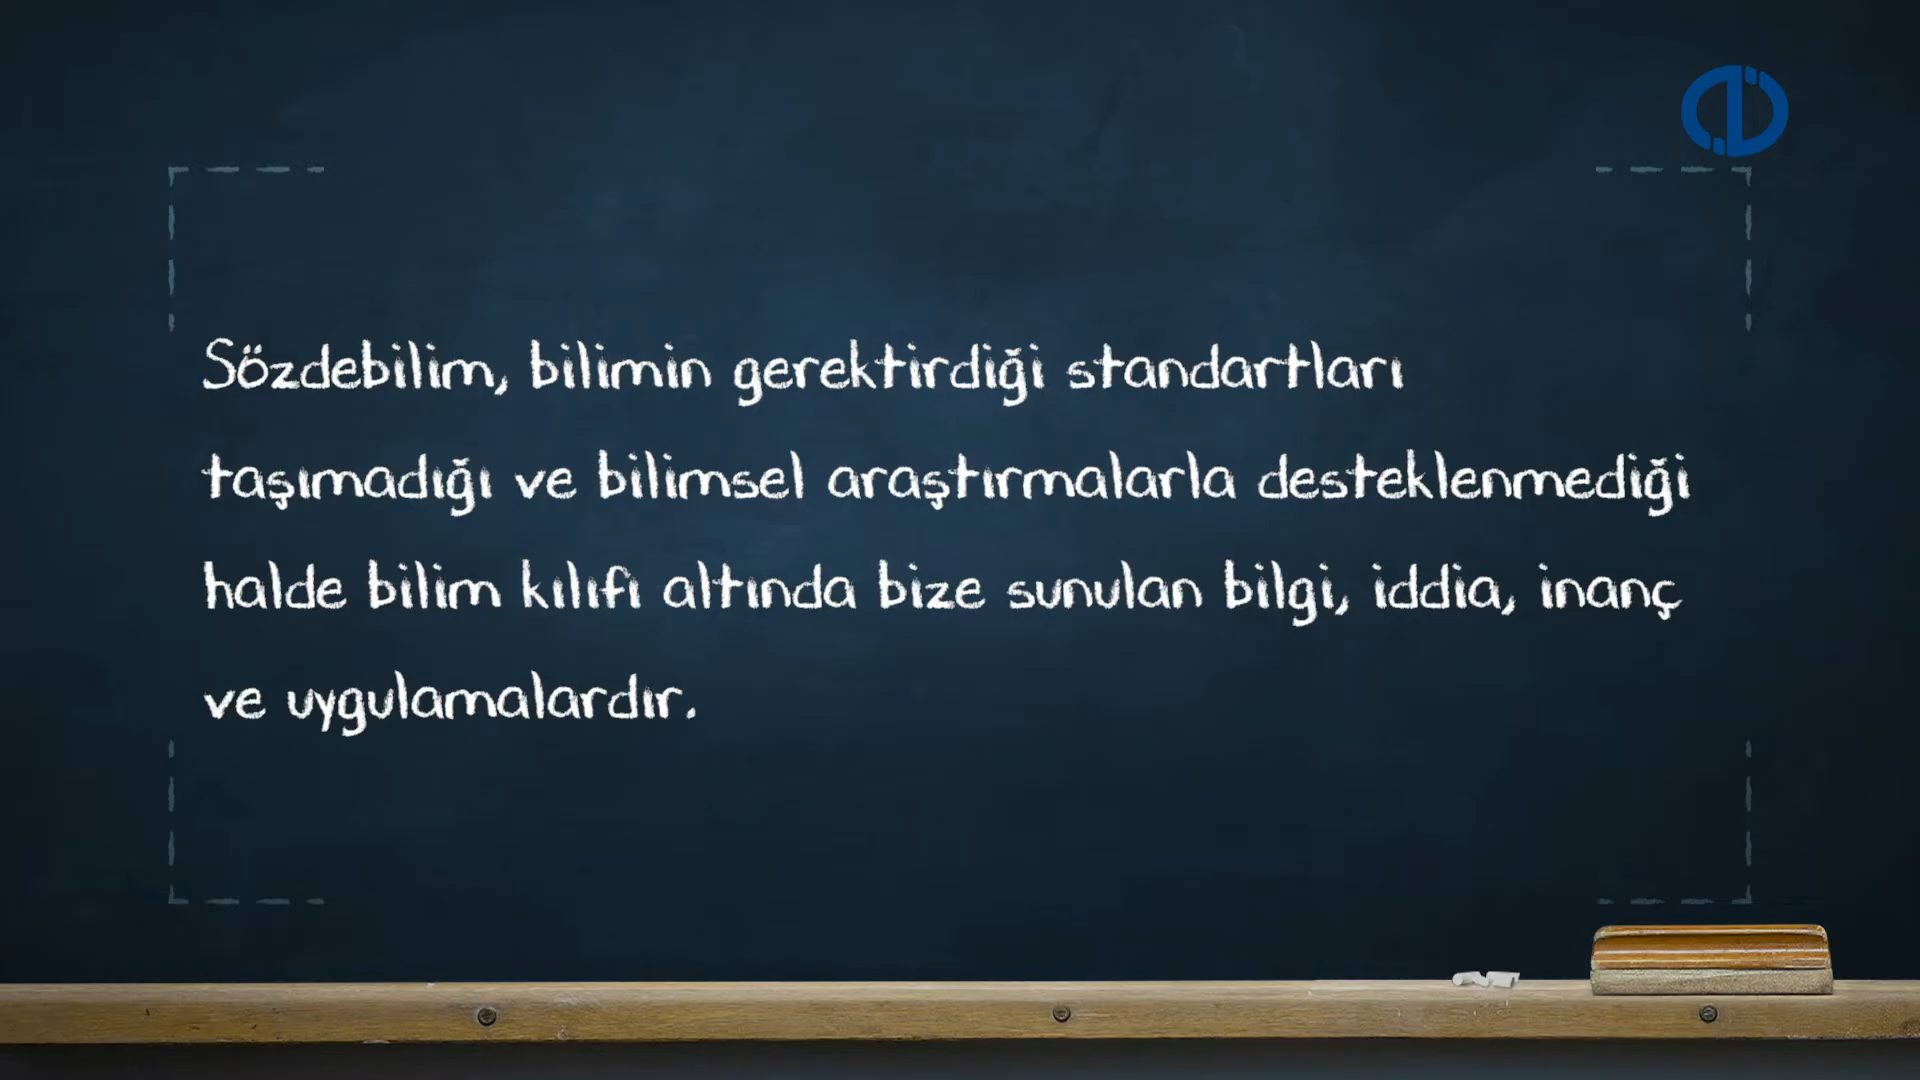 Sözdebilim, bilimin gerektirdiği standartları
taşımadığı ve bilimsel araştırmalarla desteklenmediği
halde bilim kılıfı altında bize sunulan bilgi, iddia, inanç
ve uygulamalardır.